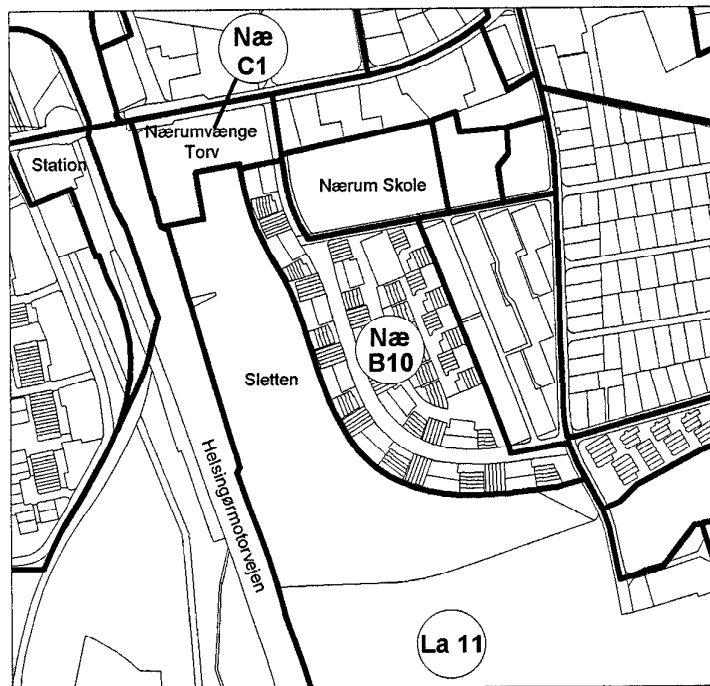 Næ
C1
Nærumvænge
Torv
Station
Nærum Skole
Næ
B10
Sletten
Helsingørmotorvejen
La 11